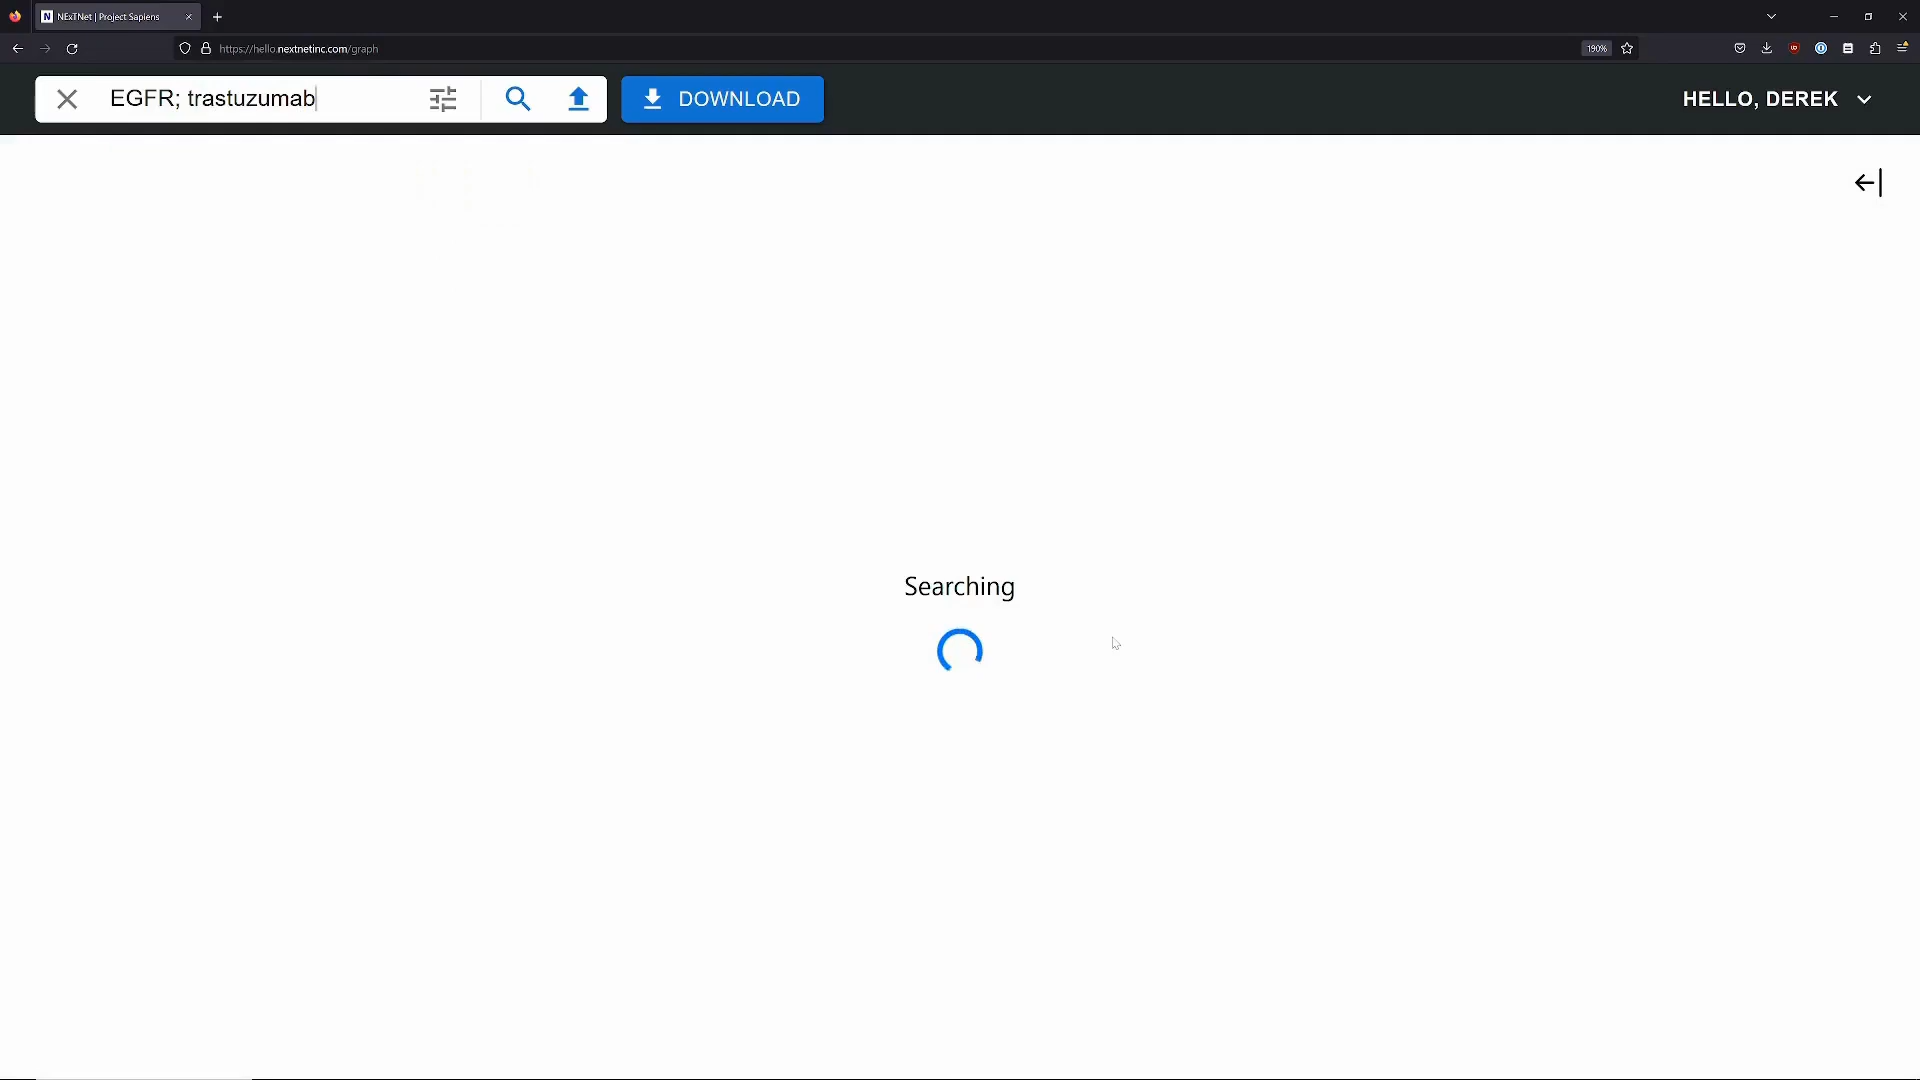 NExTNet | Project Sapiens
https://hello.nextnetinc.com/graph
190%
EGFR; trastuzumab
DOWNLOAD
HELLO, DEREK
Searching